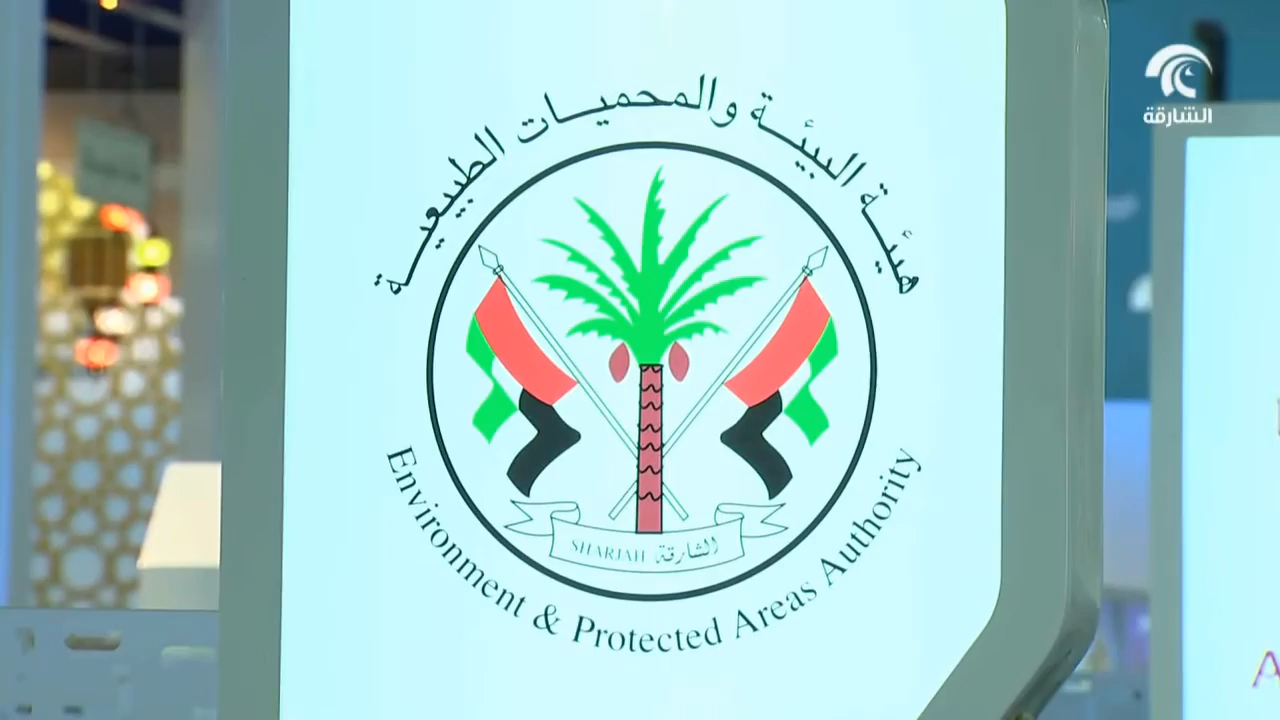 الشارقة
هيئة البيئة والمحميات الطبيعية
SHARJAH الشارقة
Environment & Protected Areas Authority